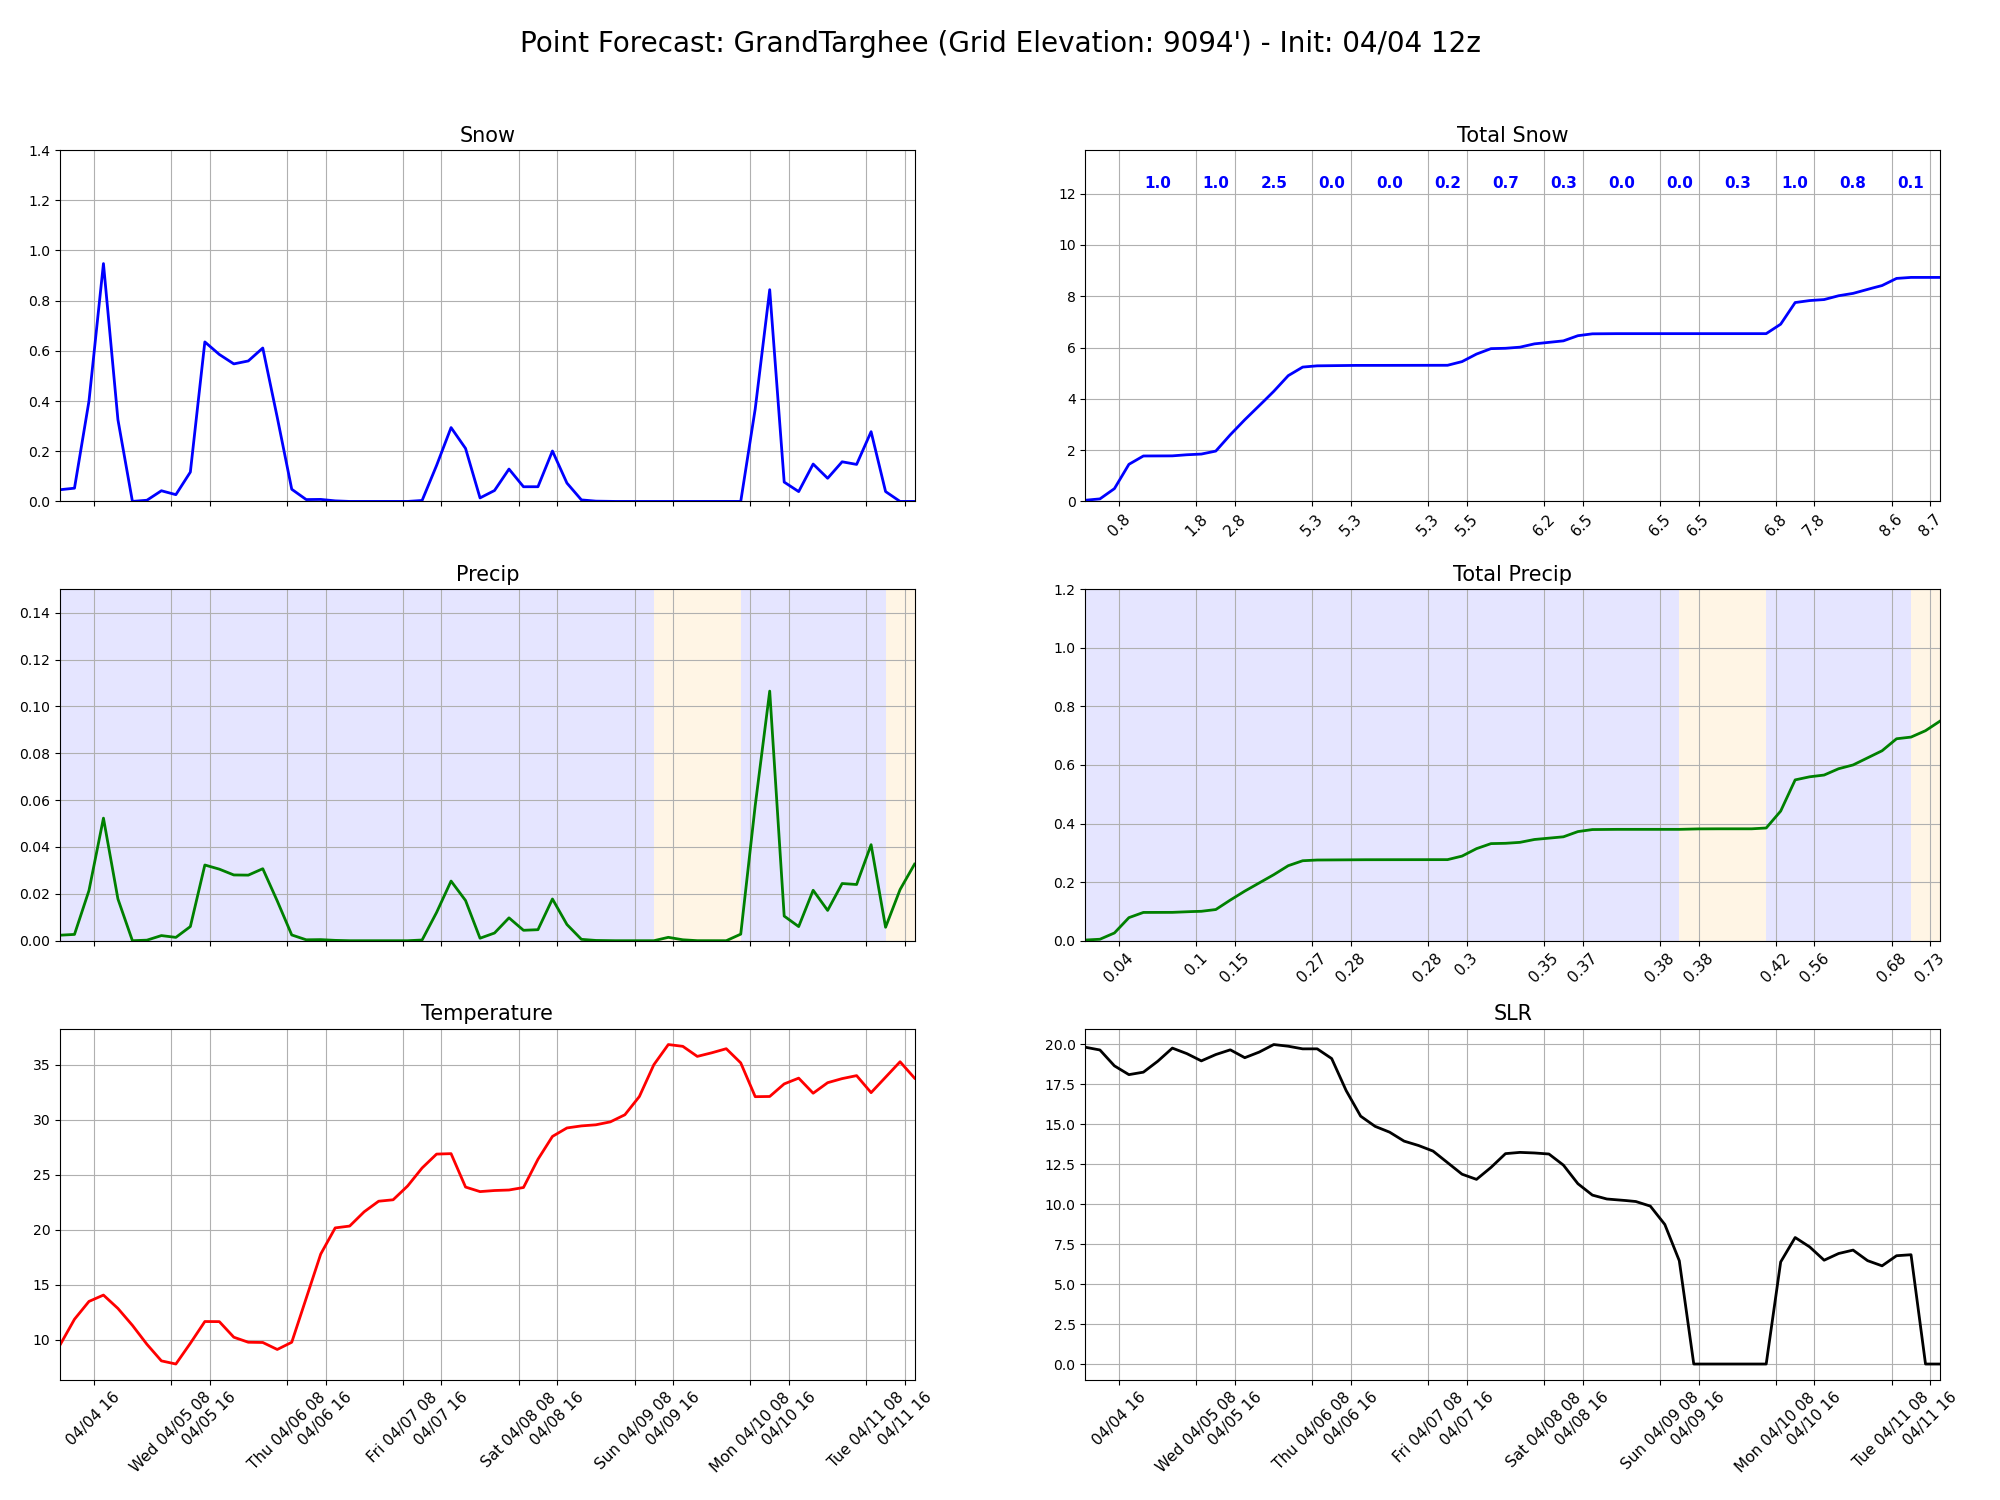 Point Forecast: GrandTarghee (Grid Elevation: 9094') - Init: 04/04 12z
Snow
1.4
1.2
1.0
0.8
0.6
0.4
0.2
0.0
Total Snow
1.0 1.0 2.5 0.0 0.0 0.2 0.7 0.3 0.0 0.0 0.3 1.0 0.8 0.1
12
10
8
6
4
2
0
0.8 1.8 2.8 5.3 5.3 5.3 5.5 6.2 6.5 6.5 6.5 6.8 7.8 8.6 8.7
Precip
0.14
0.12
0.10
0.08
0.06
0.04
0.02
0.00
Total Precip
1.2
1.0
0.8
0.6
0.4
0.2
0.0
0.04 0.1 0.15 0.27 0.28 0.28 0.3 0.35 0.37 0.38 0.38 0.42 0.56 0.68 0.73
Temperature
35
30
25
20
15
10
04/04 16
Wed 04/05 08
04/05 16
Thu 04/06 08
04/06 16
Fri 04/07 08
04/07 16
Sat 04/08 08
04/08 16
Sun 04/09 08
04/09 16
Mon 04/10 08
04/10 16
Tue 04/11 08
04/11 16
SLR
20.0
17.5
15.0
12.5
10.0
7.5
5.0
2.5
0.0
04/04 16
Wed 04/05 08
04/05 16
Thu 04/06 08
04/06 16
Fri 04/07 08
04/07 16
Sat 04/08 08
04/08 16
Sun 04/09 08
04/09 16
Mon 04/10 08
04/10 16
Tue 04/11 08
04/11 16